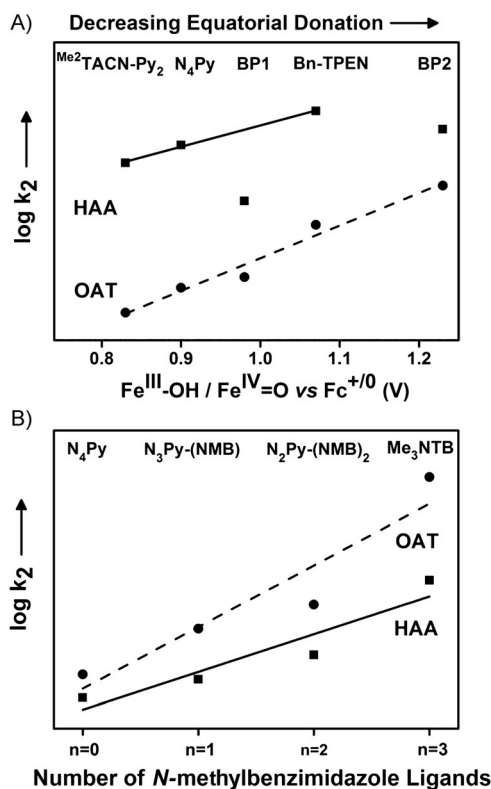 A) Decreasing Equatorial Donation →
Me2TACN-Py2 N4Py BP1 Bn-TPEN BP2
log k2 →
HAA
OAT
0.8 0.9 1.0 1.1 1.2
FeIII-OH / FeIV=O vs Fc+/0 (V)
B)
N4Py N3Py-(NMB) N2Py-(NMB)2 Me3NTB
log k2 →
OAT
HAA
n=0 n=1 n=2 n=3
Number of N-methylbenzimidazole Ligands